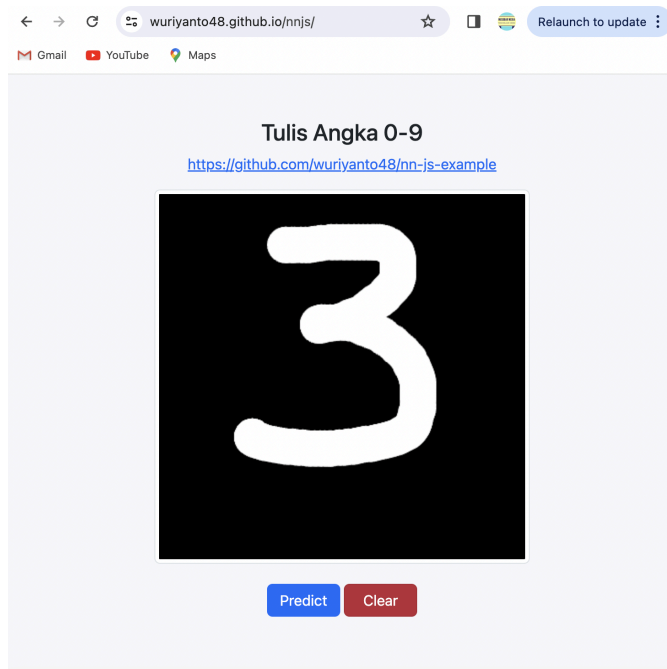 wuriyanto48.github.io/nnjs/
Relaunch to update
Gmail YouTube Maps
Tulis Angka 0-9
https://github.com/wuriyanto48/nn-js-example
3
Predict Clear